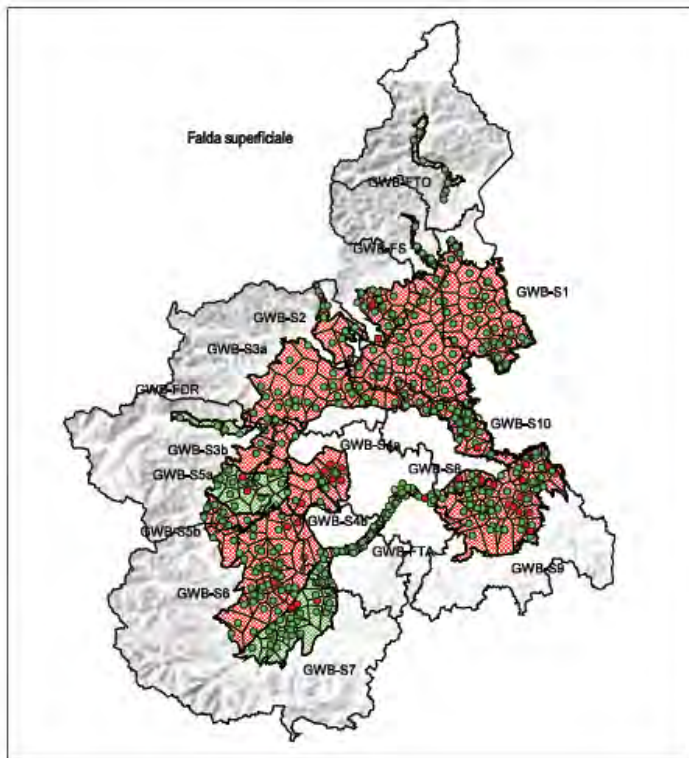 Falda superficiale
GWB-FTO
GWB-FS
GWB-S1
GWB-S2
GWB-S3a
GWB-FDR
GWB-S10
GWB-S3b
GWB-S4a
GWB-S8
GWB-S5a
GWB-S4b
GWB-S5b
GWB-FTA
GWB-S9
GWB-S6
GWB-S7